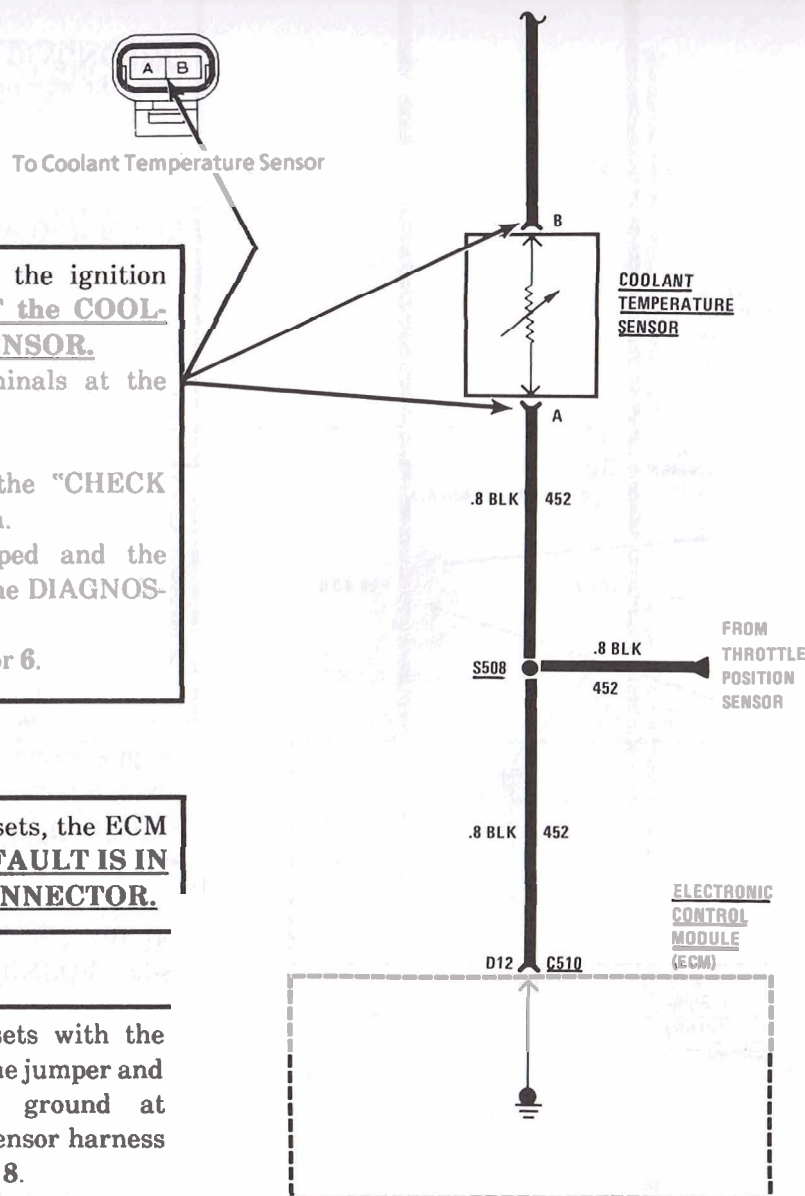 A B
To Coolant Temperature Sensor
the ignition
the COOL-
NSOR.
minals at the
the "CHECK
ped and the
DIAGNOS-
r 6.
sets, the ECM
FAULT IS IN
NNECTOR.
sets with the
jumper and
ground at
ensor harness
8.
B
COOLANT
TEMPERATURE
SENSOR
A
.8 BLK 452
S508
.8 BLK
452
FROM
THROTTLE
POSITION
SENSOR
.8 BLK 452
ELECTRONIC
CONTROL
MODULE
(ECM)
D12 C510